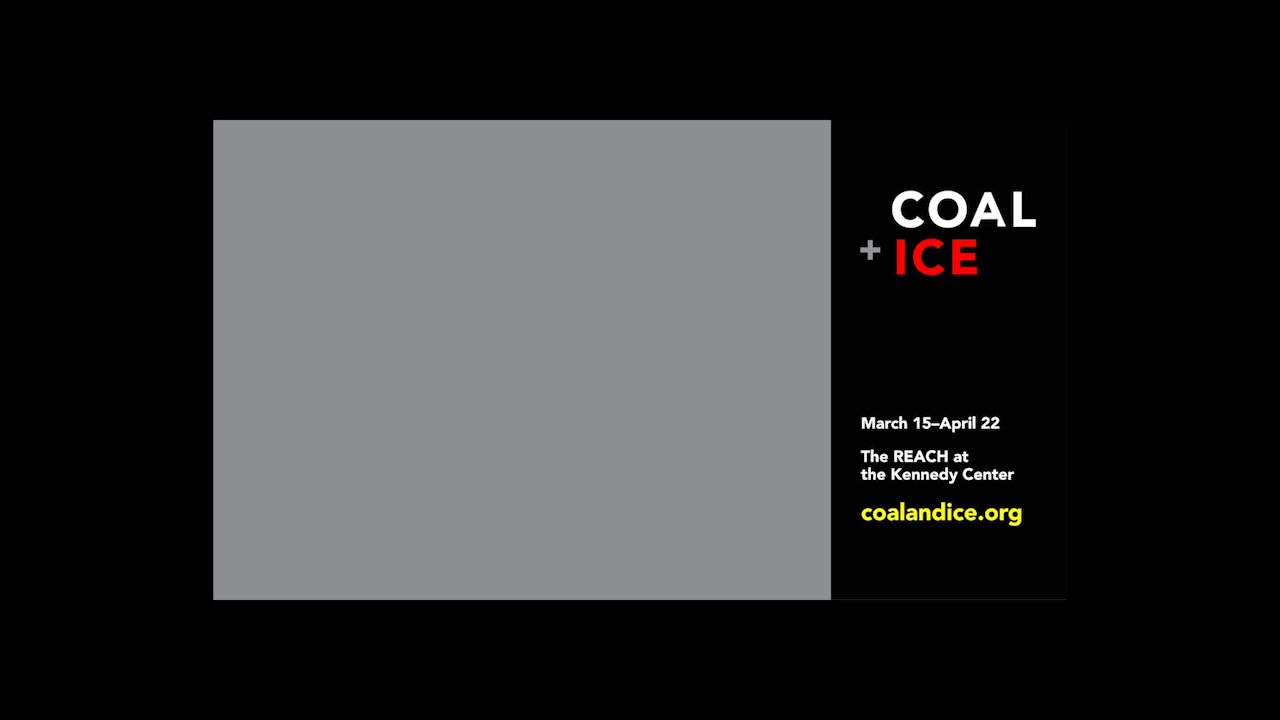 COAL
+ ICE
March 15–April 22
The REACH at
the Kennedy Center
coalandice.org